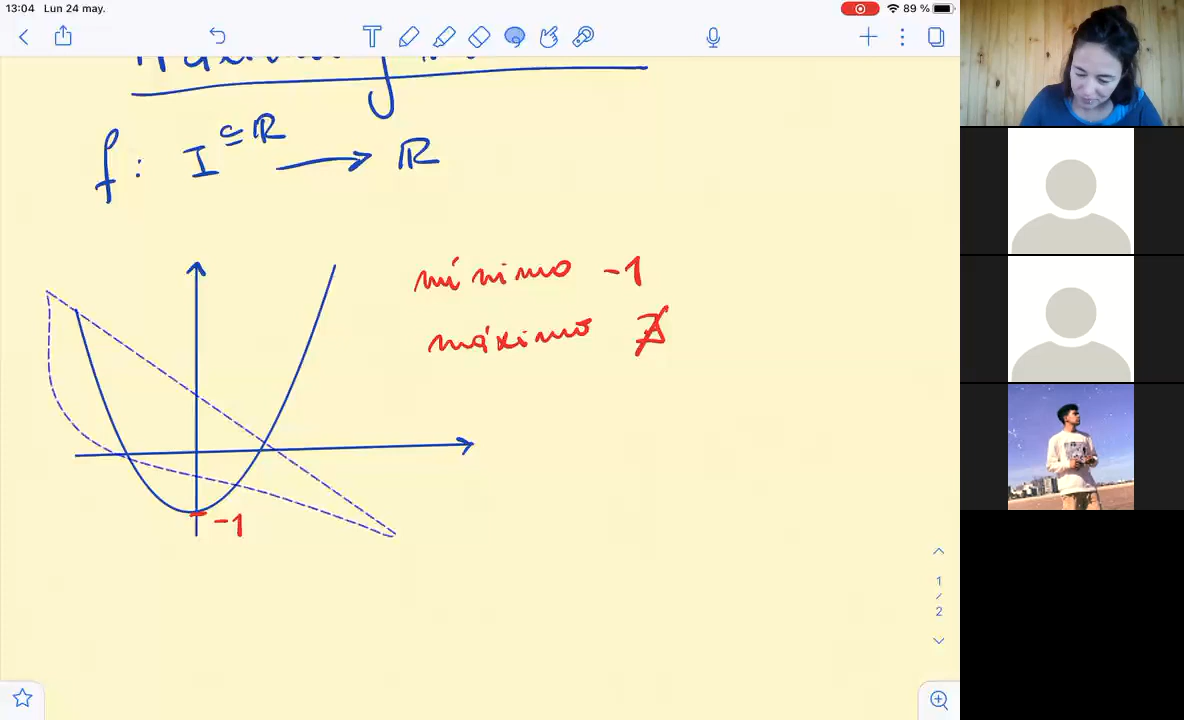 13:04 Lun 24 may. 89 %
f: I ⊆ ℝ → ℝ
mínimo -1
máximo ∄
-1
1
/
2